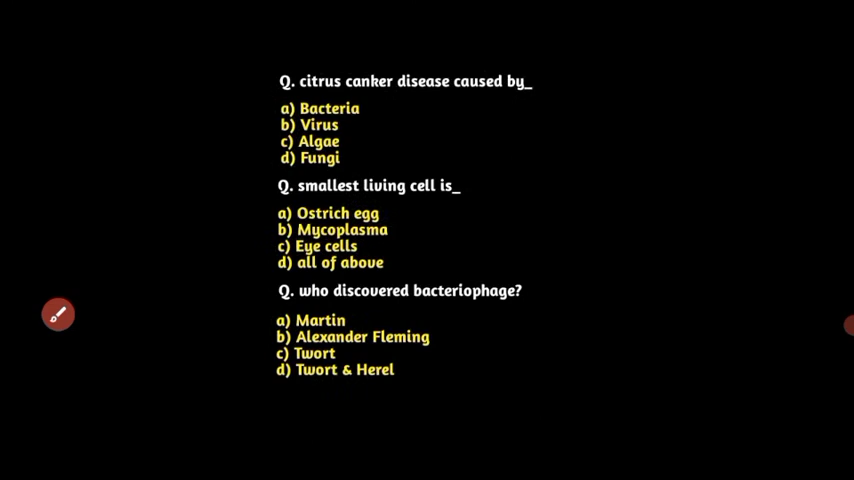 Q. citrus canker disease caused by_
a) Bacteria
b) Virus
c) Algae
d) Fungi
Q. smallest living cell is_
a) Ostrich egg
b) Mycoplasma
c) Eye cells
d) all of above
Q. who discovered bacteriophage?
a) Martin
b) Alexander Fleming
c) Twort
d) Twort & Herel